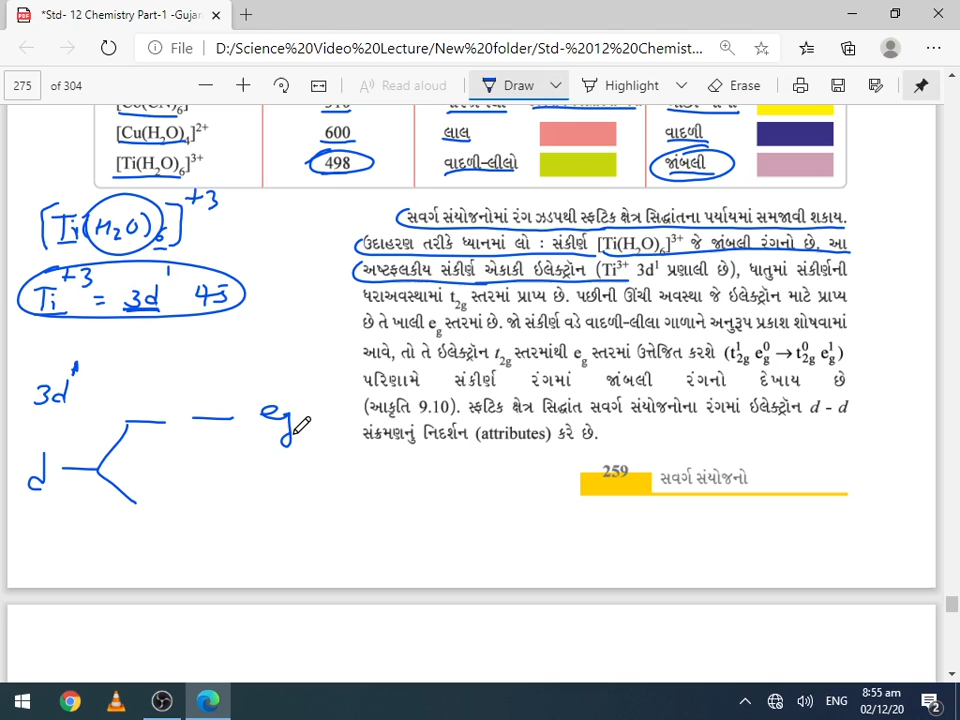 *Std- 12 Chemistry Part-1 -Gujar
File D:/Science%20Video%20Lecture/New%20folder/Std-%2012%20Chemist...
275 of 304 Read aloud Draw Highlight Erase
[Cu(H₂O)₄]²⁺ 600 લાલ વાદળી
[Ti(H₂O)₆]³⁺ 498 વાદળી-લીલો જાંબલી
સવર્ગ સંયોજનોમાં રંગ ઝડપથી સ્ફટિક ક્ષેત્ર સિદ્ધાંતના પર્યાયમાં સમજાવી શકાય.
ઉદાહરણ તરીકે ધ્યાનમાં લો : સંકીર્ણ [Ti(H₂O)₆]³⁺ જે જાંબલી રંગનો છે. આ
અષ્ટફલકીય સંકીર્ણ એકાકી ઇલેક્ટ્રૉન (Ti³⁺ 3d¹ પ્રણાલી છે), ધાતુમાં સંકીર્ણની
ધરાઅવસ્થામાં t₂g સ્તરમાં પ્રાપ્ય છે. પછીની ઊંચી અવસ્થા જે ઇલેક્ટ્રૉન માટે પ્રાપ્ય
છે તે ખાલી eg સ્તરમાં છે. જો સંકીર્ણ વડે વાદળી-લીલા ગાળાને અનુરૂપ પ્રકાશ શોષવામાં
આવે, તો તે ઇલેક્ટ્રૉન t₂g સ્તરમાંથી eg સ્તરમાં ઉત્તેજિત કરશે (t¹₂g e⁰g → t⁰₂g e¹g)
પરિણામે સંકીર્ણ રંગમાં જાંબલી રંગનો દેખાય છે
(આકૃતિ 9.10). સ્ફટિક ક્ષેત્ર સિદ્ધાંત સવર્ગ સંયોજનોના રંગમાં ઇલેક્ટ્રૉન d - d
સંક્રમણનું નિદર્શન (attributes) કરે છે.
259 સવર્ગ સંયોજનો
[Ti(H₂O)₆]⁺³
Ti⁺³ = 3d¹ 4S
3d¹
eg
d
ENG 8:55 am
02/12/20
2